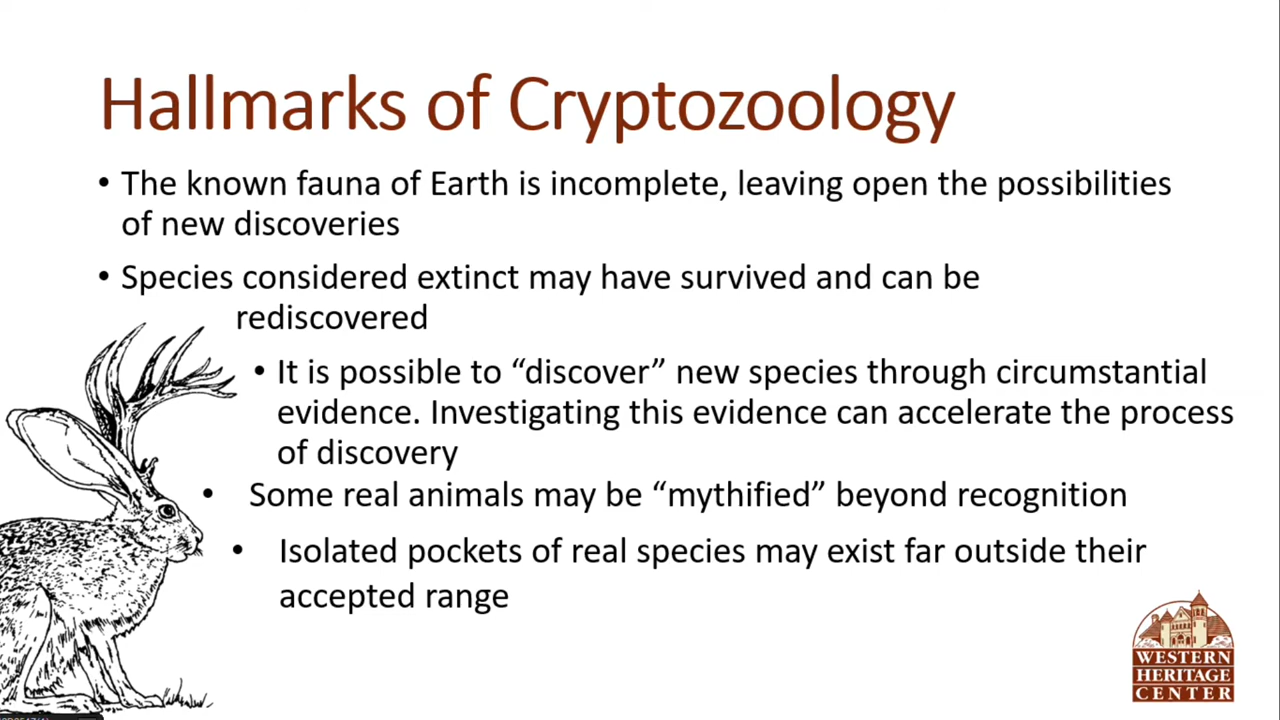 Hallmarks of Cryptozoology
• The known fauna of Earth is incomplete, leaving open the possibilities
of new discoveries
• Species considered extinct may have survived and can be
rediscovered
• It is possible to “discover” new species through circumstantial
evidence. Investigating this evidence can accelerate the process
of discovery
• Some real animals may be “mythified” beyond recognition
• Isolated pockets of real species may exist far outside their
accepted range
WESTERN
HERITAGE
CENTER